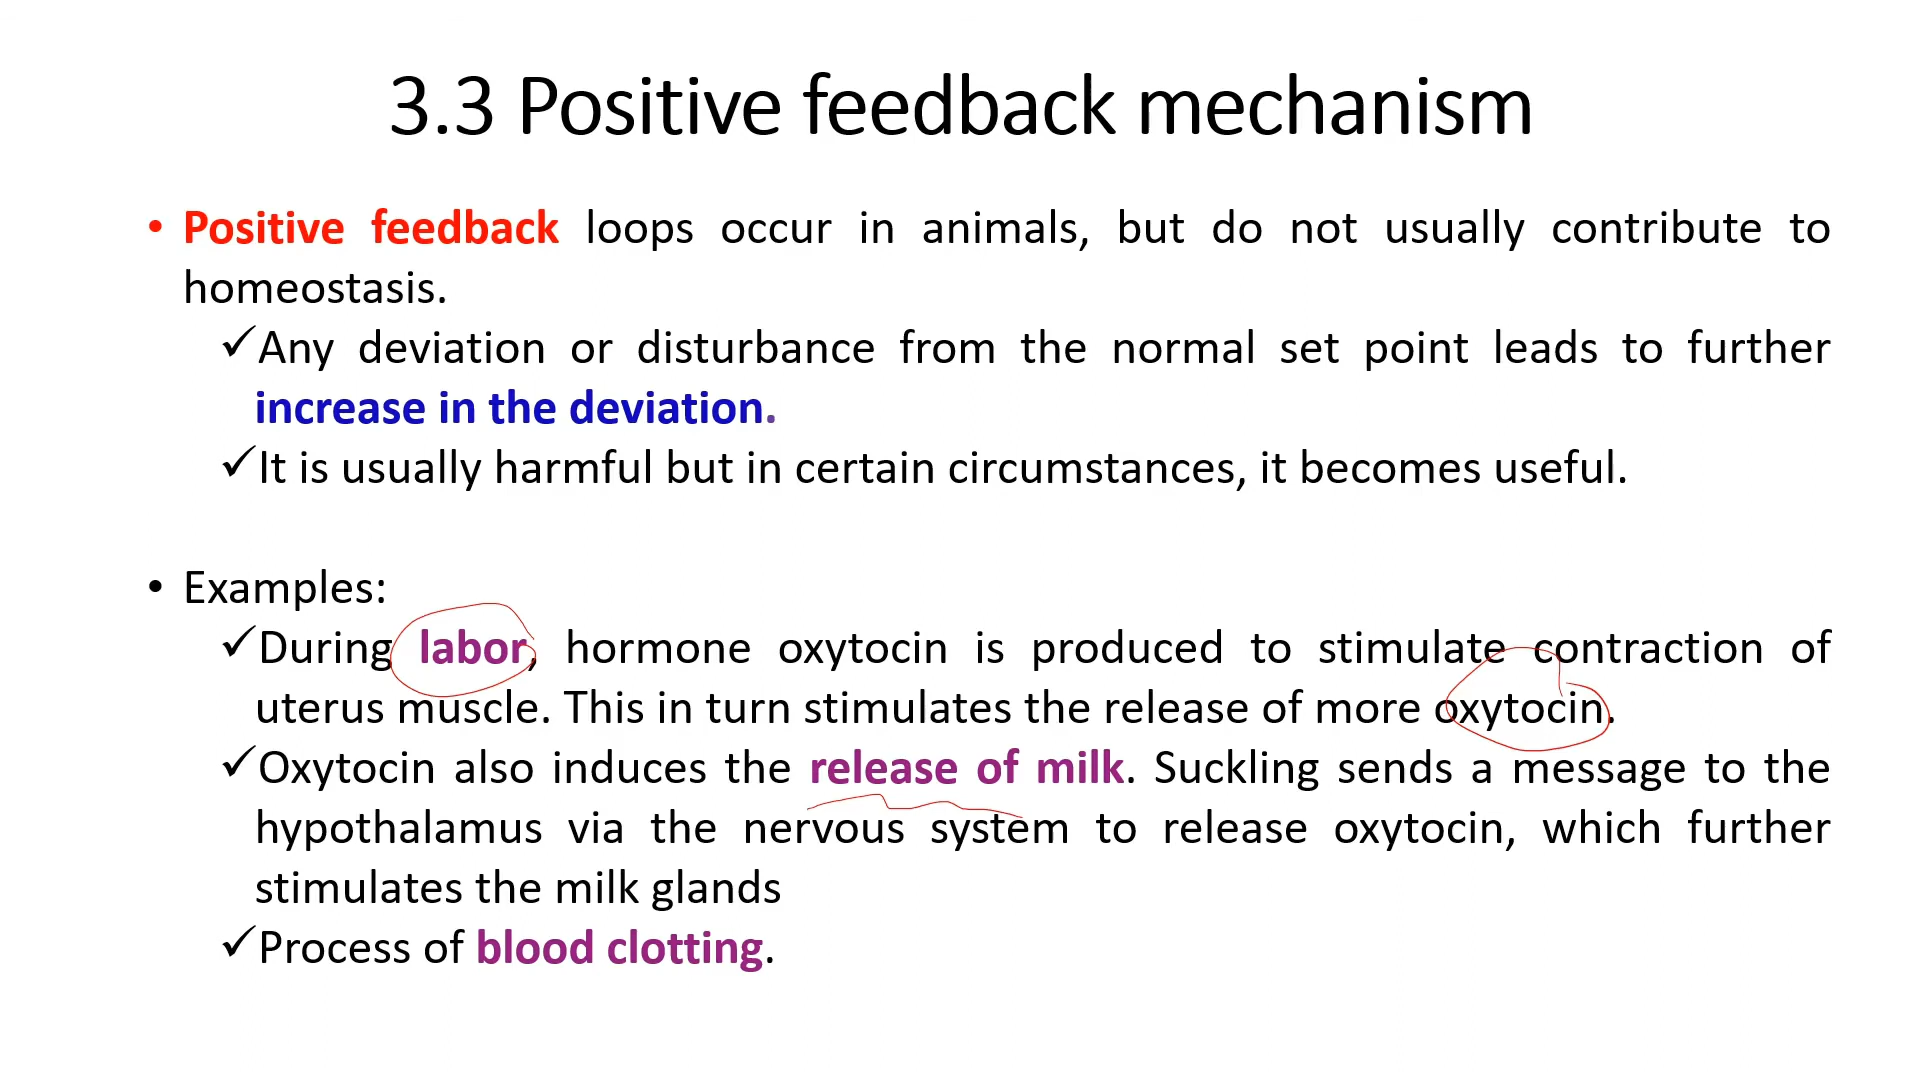 3.3 Positive feedback mechanism
• Positive feedback loops occur in animals, but do not usually contribute to
homeostasis.
✓Any deviation or disturbance from the normal set point leads to further
increase in the deviation.
✓It is usually harmful but in certain circumstances, it becomes useful.
• Examples:
✓During labor, hormone oxytocin is produced to stimulate contraction of
uterus muscle. This in turn stimulates the release of more oxytocin.
✓Oxytocin also induces the release of milk. Suckling sends a message to the
hypothalamus via the nervous system to release oxytocin, which further
stimulates the milk glands
✓Process of blood clotting.